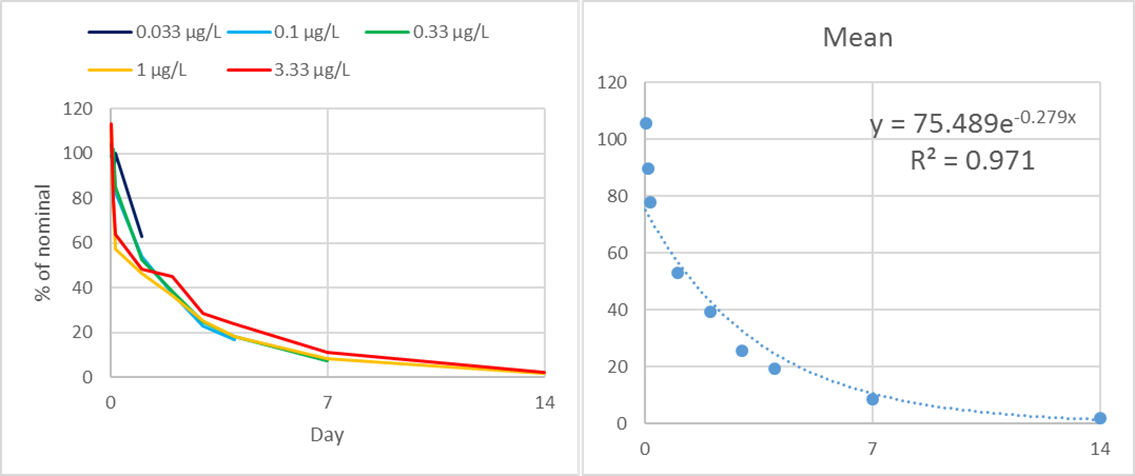 0.033 µg/L 0.1 µg/L 0.33 µg/L
1 µg/L 3.33 µg/L
120
100
80
60
40
20
0
% of nominal
0 7 14
Day
Mean
y = 75.489e^-0.279x
R² = 0.971
120
100
80
60
40
20
0
0 7 14